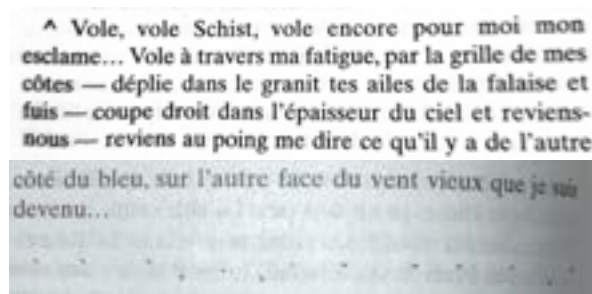 ^ Vole, vole Schist, vole encore pour moi mon
esclame... Vole à travers ma fatigue, par la grille de mes
côtes — déplie dans le granit tes ailes de la falaise et
fuis — coupe droit dans l'épaisseur du ciel et reviens-
nous — reviens au poing me dire ce qu'il y a de l'autre
côté du bleu, sur l'autre face du vent vieux que je suis
devenu...